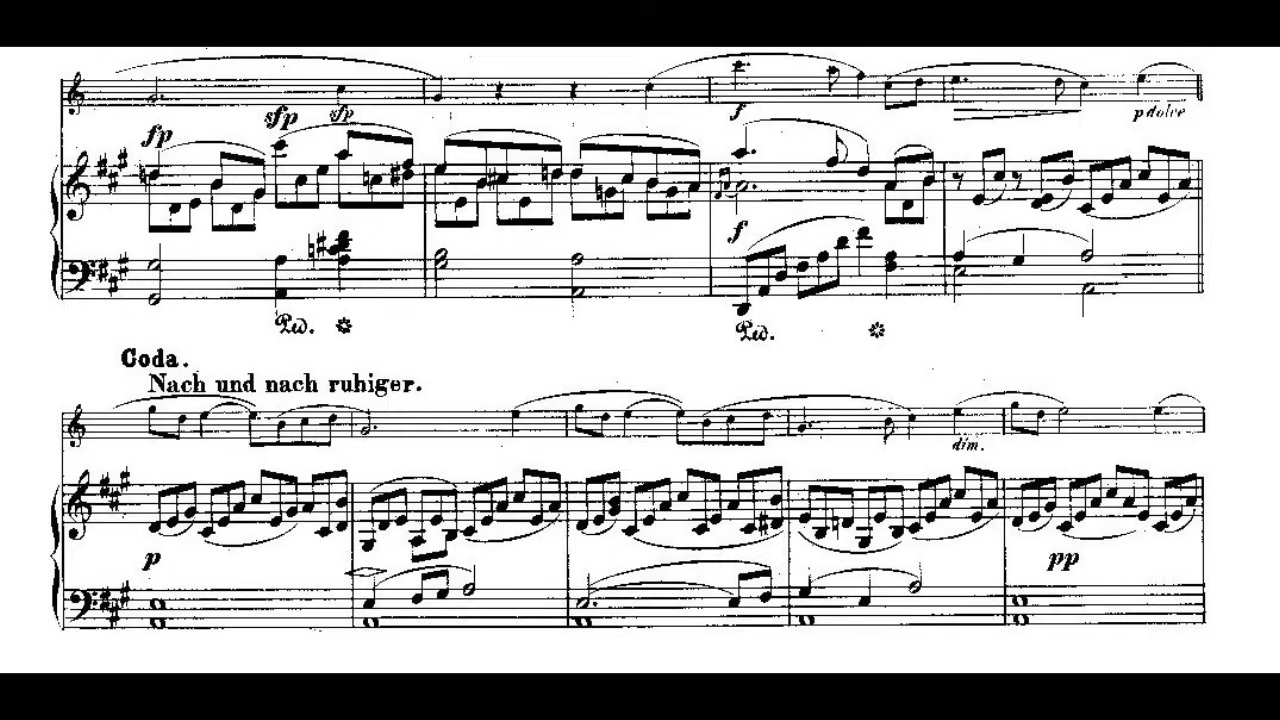 sfp
fp sfp f p dolce
f
Ped. Ped.
Coda.
Nach und nach ruhiger.
dim.
p pp